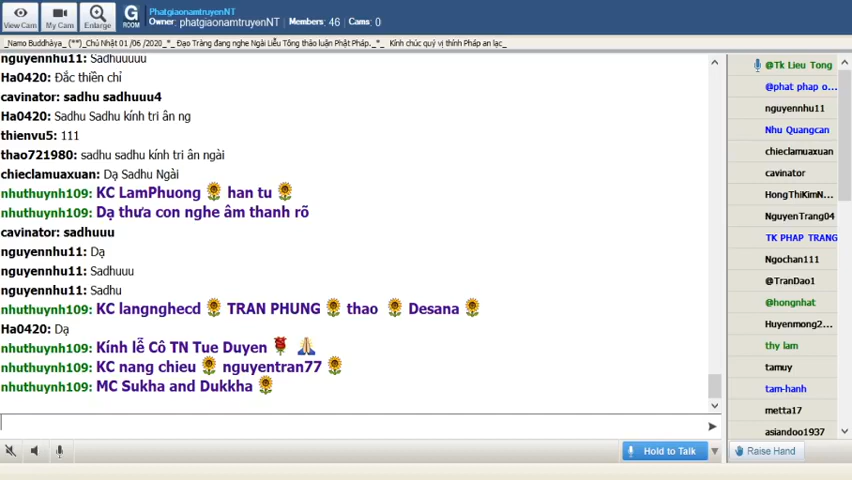 PhatgiaonamtruyenNT
Owner: phatgiaonamtruyenNT Members: 46 Cams: 0
View Cam My Cam Enlarge G ROOM
_Namo Buddhàya_ (**)_Chủ Nhật 01 /06 /2020_*_ Đạo Tràng đang nghe Ngài Liễu Tông thảo luận Phật Pháp._*_ Kính chúc quý vị thính Pháp an lạc_
nguyennhu11: Sadhuuuuu
Ha0420: Đắc thiền chỉ
cavinator: sadhu sadhuuu4
Ha0420: Sadhu Sadhu kính tri ân ng
thienvu5: 111
thao721980: sadhu sadhu kính tri ân ngài
chieclamuaxuan: Dạ Sadhu Ngài
nhuthuynh109: KC LamPhuong han tu
nhuthuynh109: Dạ thưa con nghe âm thanh rõ
cavinator: sadhuuu
nguyennhu11: Dạ
nguyennhu11: Sadhuuu
nguyennhu11: Sadhu
nhuthuynh109: KC langnghecd TRAN PHUNG thao Desana
Ha0420: Dạ
nhuthuynh109: Kính lễ Cô TN Tue Duyen
nhuthuynh109: KC nang chieu nguyentran77
nhuthuynh109: MC Sukha and Dukkha
@Tk Lieu Tong
@phat phap o...
nguyennhu11
Nhu Quangcan
chieclamuaxuan
cavinator
HongThiKimN...
NguyenTrang04
TK PHAP TRANG
Ngochan111
@TranDao1
@hongnhat
Huyenmong2...
thy lam
tamuy
tam-hanh
metta17
asiandoo1937
Hold to Talk
Raise Hand